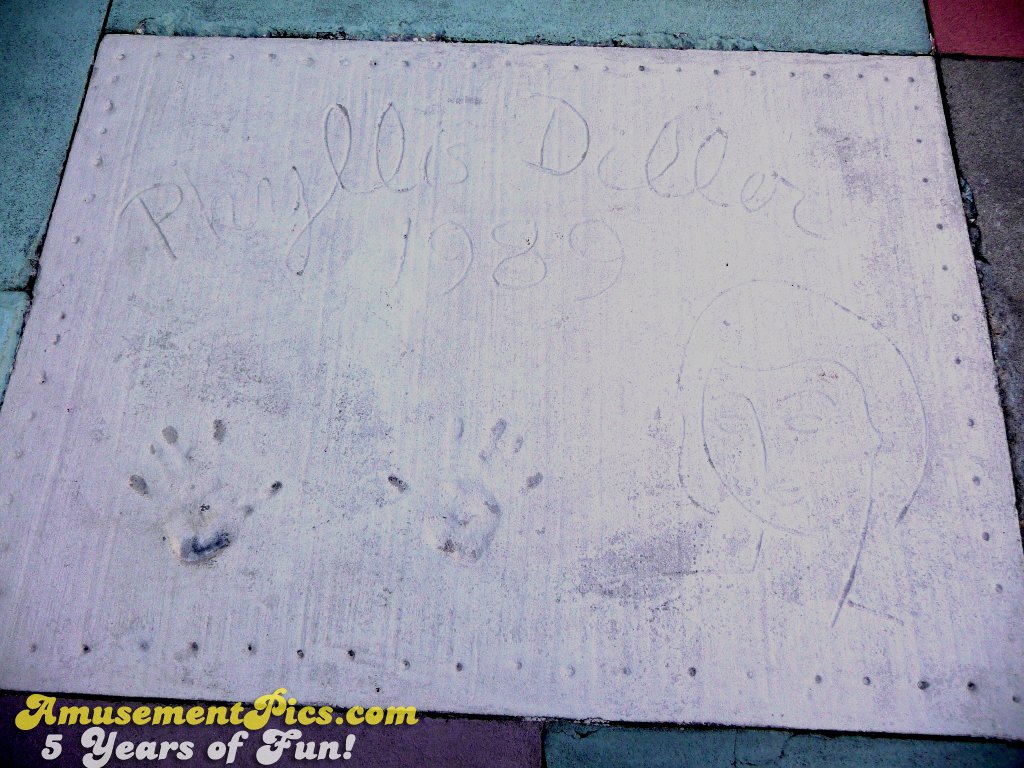 Phyllis Diller
1989
AmusementPics.com
5 Years of Fun!